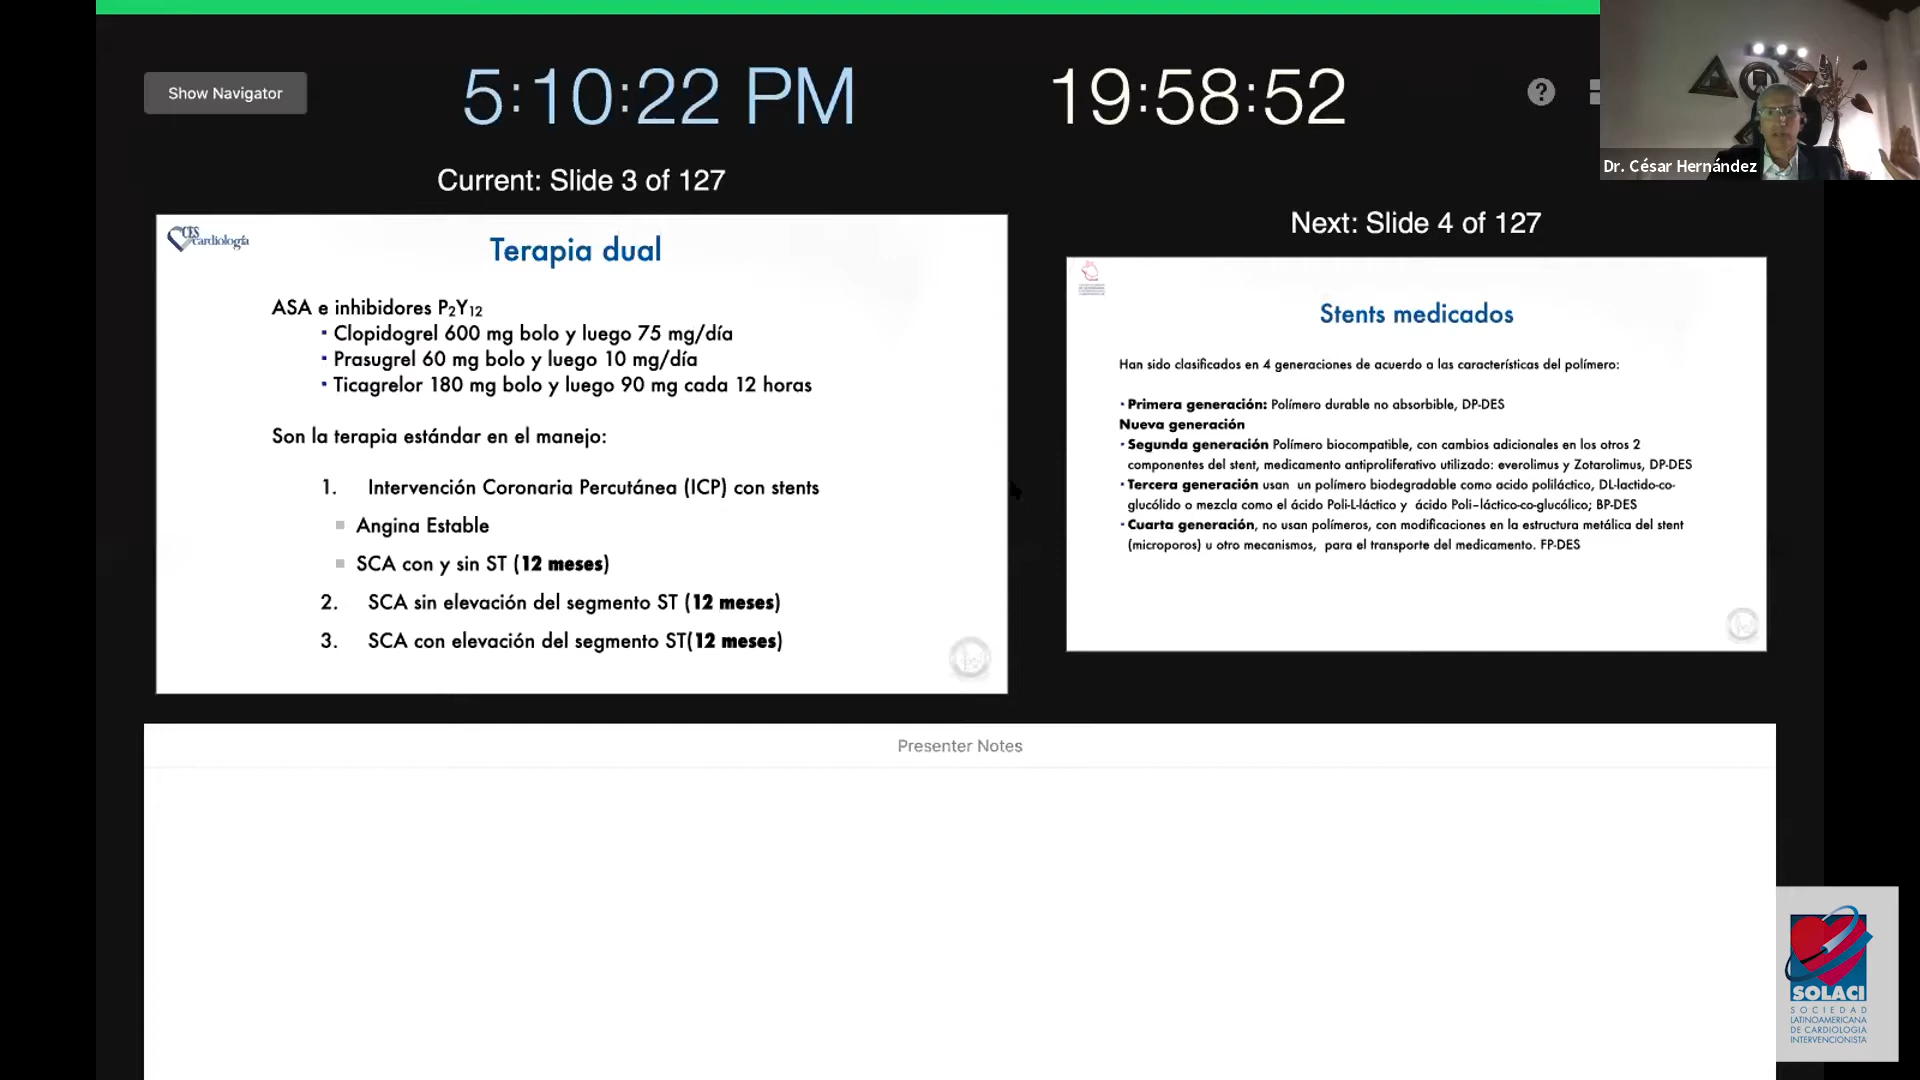 Show Navigator
5:10:22 PM
19:58:52
?
Dr. César Hernández
Current: Slide 3 of 127
Next: Slide 4 of 127
CES
cardiología
Terapia dual
ASA e inhibidores P₂Y₁₂
▪ Clopidogrel 600 mg bolo y luego 75 mg/día
▪ Prasugrel 60 mg bolo y luego 10 mg/día
▪ Ticagrelor 180 mg bolo y luego 90 mg cada 12 horas
Son la terapia estándar en el manejo:
1. Intervención Coronaria Percutánea (ICP) con stents
▪ Angina Estable
▪ SCA con y sin ST (12 meses)
2. SCA sin elevación del segmento ST (12 meses)
3. SCA con elevación del segmento ST(12 meses)
Stents medicados
Han sido clasificados en 4 generaciones de acuerdo a las características del polímero:
▪ Primera generación: Polímero durable no absorbible, DP-DES
Nueva generación
▪ Segunda generación Polímero biocompatible, con cambios adicionales en los otros 2
componentes del stent, medicamento antiproliferativo utilizado: everolimus y Zotarolimus, DP-DES
▪ Tercera generación usan un polímero biodegradable como acido poliláctico, DL-lactido-co-
glucólido o mezcla como el ácido Poli-L-láctico y ácido Poli–láctico-co-glucólico; BP-DES
▪ Cuarta generación, no usan polímeros, con modificaciones en la estructura metálica del stent
(microporos) u otro mecanismos, para el transporte del medicamento. FP-DES
Presenter Notes
SOLACI
SOCIEDAD
LATINOAMERICANA
DE CARDIOLOGIA
INTERVENCIONISTA